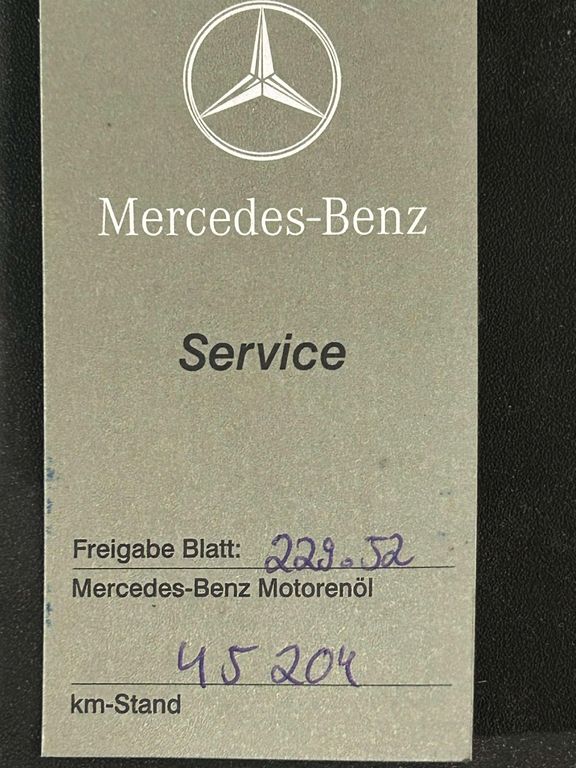 Mercedes-Benz
Service
Freigabe Blatt: 229.52
Mercedes-Benz Motorenöl
45 204
km-Stand